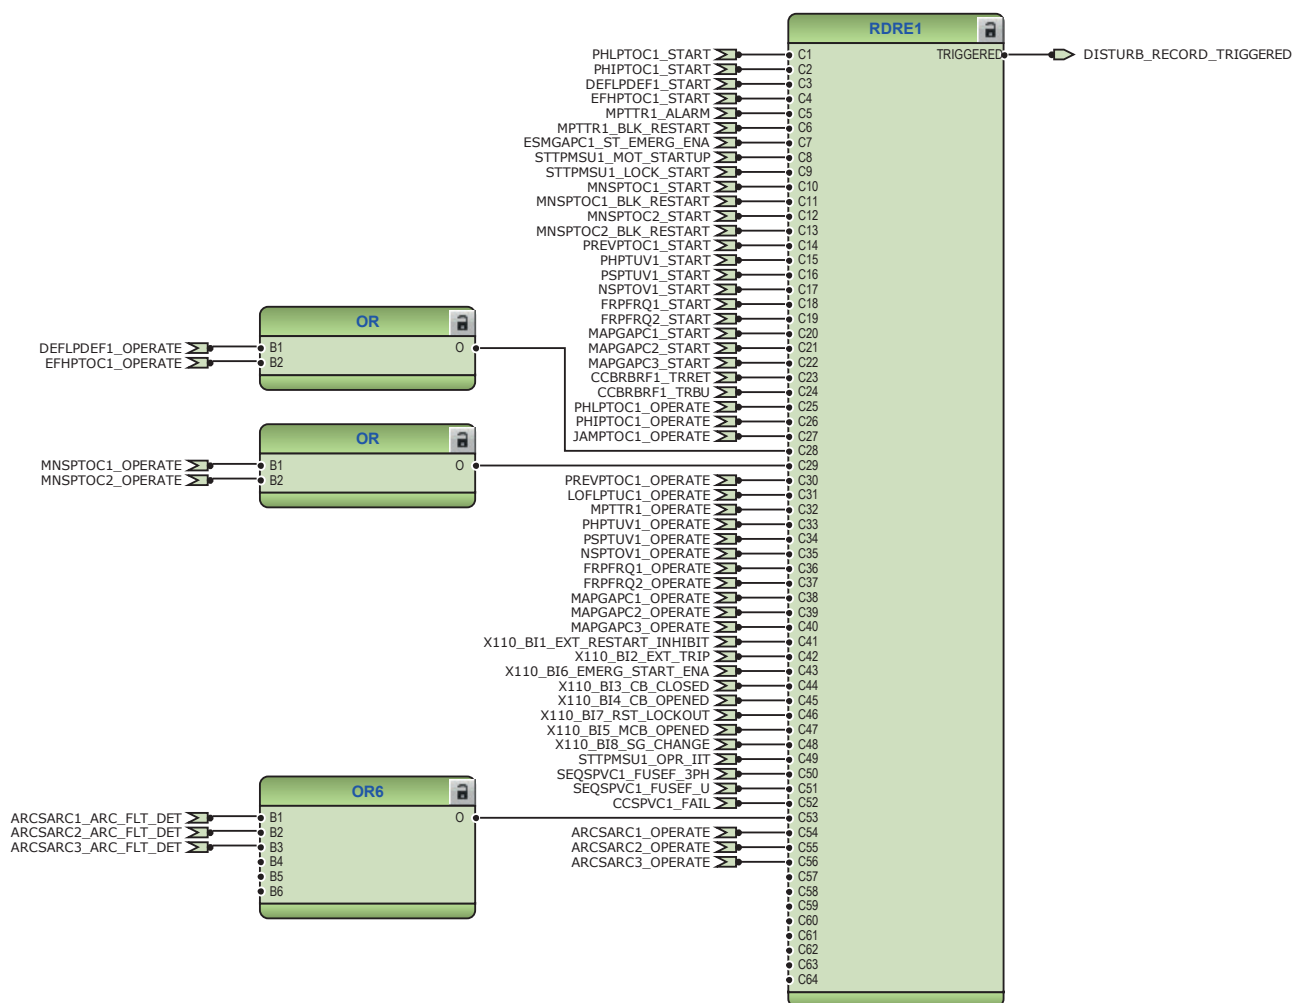 RDRE1
PHLPTOC1_START C1 TRIGGERED DISTURB_RECORD_TRIGGERED
PHIPTOC1_START C2
DEFLPDEF1_START C3
EFHPTOC1_START C4
MPTTR1_ALARM C5
MPTTR1_BLK_RESTART C6
ESMGAPC1_ST_EMERG_ENA C7
STTPMSU1_MOT_STARTUP C8
STTPMSU1_LOCK_START C9
MNSPTOC1_START C10
MNSPTOC1_BLK_RESTART C11
MNSPTOC2_START C12
MNSPTOC2_BLK_RESTART C13
PREVPTOC1_START C14
PHPTUV1_START C15
PSPTUV1_START C16
NSPTOV1_START C17
FRPFRQ1_START C18
FRPFRQ2_START C19
MAPGAPC1_START C20
MAPGAPC2_START C21
MAPGAPC3_START C22
CCBRBRF1_TRRET C23
CCBRBRF1_TRBU C24
PHLPTOC1_OPERATE C25
PHIPTOC1_OPERATE C26
JAMPTOC1_OPERATE C27
C28
C29
OR
DEFLPDEF1_OPERATE B1 O
EFHPTOC1_OPERATE B2
OR
MNSPTOC1_OPERATE B1 O
MNSPTOC2_OPERATE B2
PREVPTOC1_OPERATE C30
LOFLPTUC1_OPERATE C31
MPTTR1_OPERATE C32
PHPTUV1_OPERATE C33
PSPTUV1_OPERATE C34
NSPTOV1_OPERATE C35
FRPFRQ1_OPERATE C36
FRPFRQ2_OPERATE C37
MAPGAPC1_OPERATE C38
MAPGAPC2_OPERATE C39
MAPGAPC3_OPERATE C40
X110_BI1_EXT_RESTART_INHIBIT C41
X110_BI2_EXT_TRIP C42
X110_BI6_EMERG_START_ENA C43
X110_BI3_CB_CLOSED C44
X110_BI4_CB_OPENED C45
X110_BI7_RST_LOCKOUT C46
X110_BI5_MCB_OPENED C47
X110_BI8_SG_CHANGE C48
STTPMSU1_OPR_IIT C49
SEQSPVC1_FUSEF_3PH C50
SEQSPVC1_FUSEF_U C51
CCSPVC1_FAIL C52
C53
OR6
ARCSARC1_ARC_FLT_DET B1 O
ARCSARC2_ARC_FLT_DET B2
ARCSARC3_ARC_FLT_DET B3
B4
B5
B6
ARCSARC1_OPERATE C54
ARCSARC2_OPERATE C55
ARCSARC3_OPERATE C56
C57
C58
C59
C60
C61
C62
C63
C64